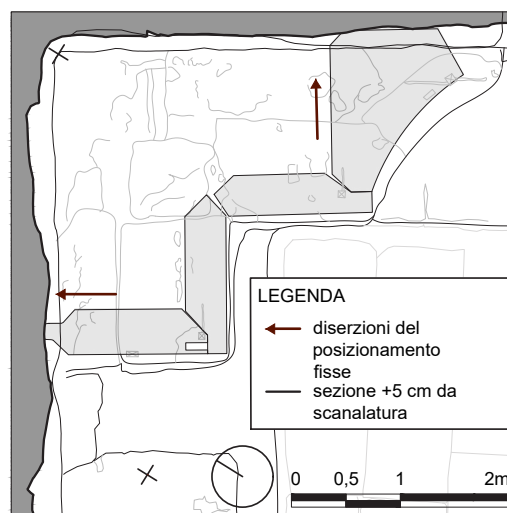 LEGENDA
diserzioni del
posizionamento
fisse
sezione +5 cm da
scanalatura
0 0,5 1 2m